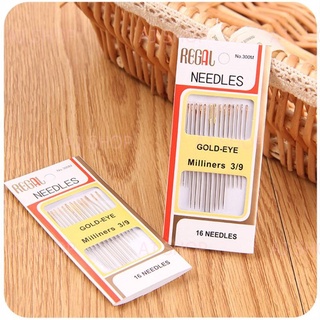 REGAL
No.300M
NEEDLES
GOLD-EYE
Milliners 3/9
16 NEEDLES
REGAL
NEEDLES
GOLD-EYE
Milliners 3/9
16 NEEDLES